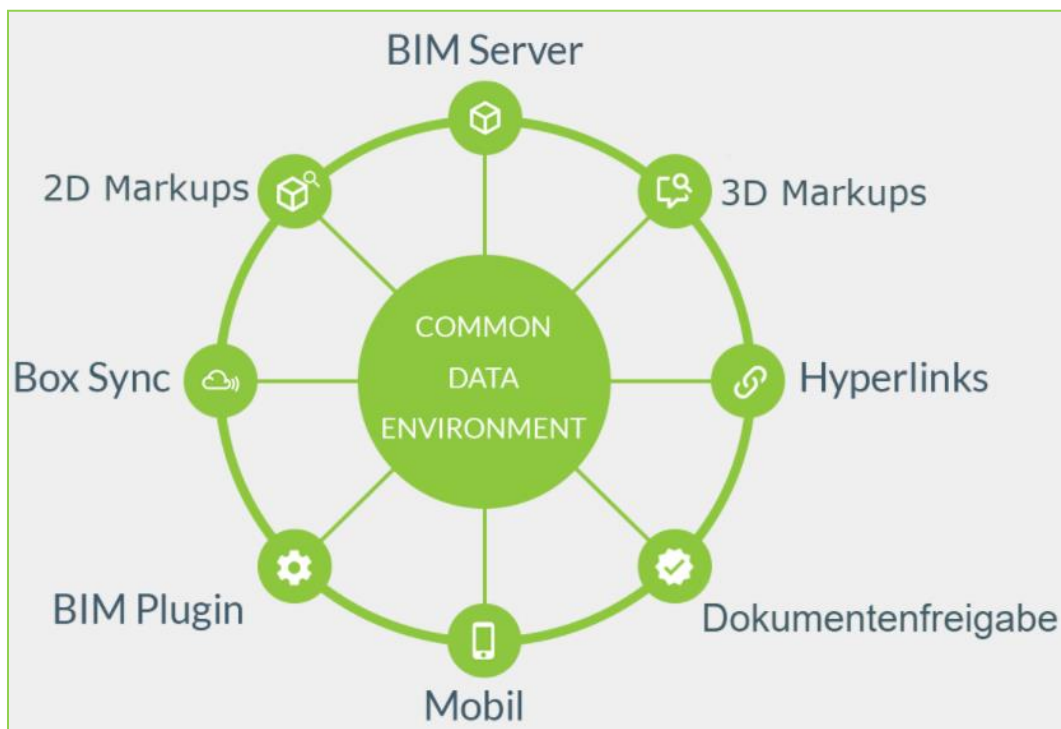 BIM Server
2D Markups
3D Markups
COMMON
DATA
ENVIRONMENT
Box Sync
Hyperlinks
BIM Plugin
Dokumentenfreigabe
Mobil